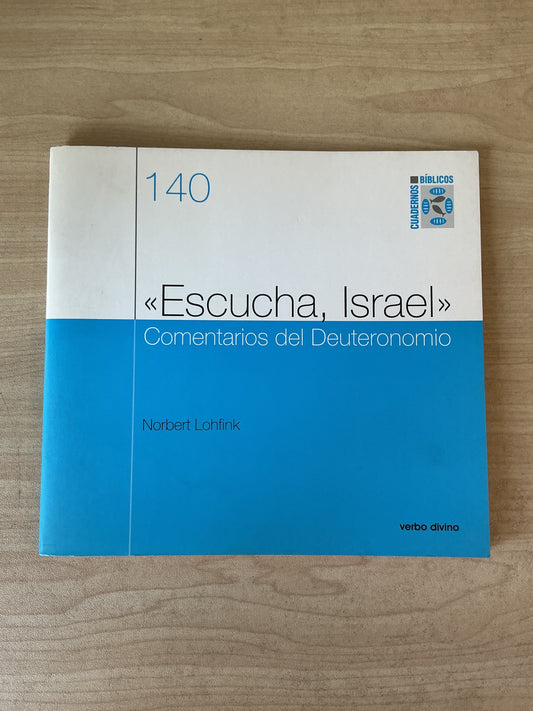 140
CUADERNOS
BÍBLICOS
«Escucha, Israel»
Comentarios del Deuteronomio
Norbert Lohfink
verbo divino